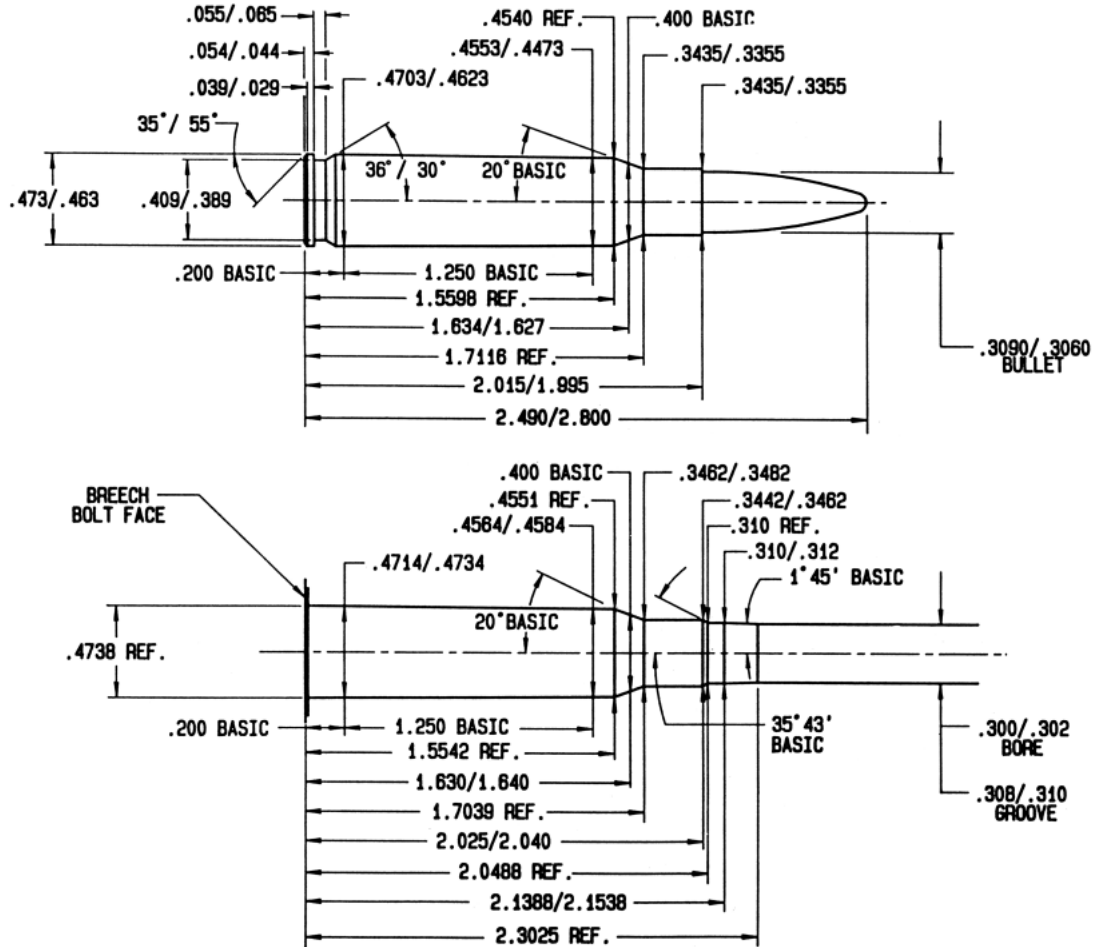 .055/.065
.054/.044
.039/.029
35°/ 55°
.473/.463
.409/.389
.4703/.4623
36°/ 30°
.4540 REF.
.4553/.4473
20° BASIC
.400 BASIC
.3435/.3355
.3435/.3355
.200 BASIC
1.250 BASIC
1.5598 REF.
1.634/1.627
1.7116 REF.
2.015/1.995
2.490/2.800
.3090/.3060
BULLET
BREECH
BOLT FACE
.400 BASIC
.4551 REF.
.4564/.4584
.4714/.4734
20° BASIC
.3462/.3482
.3442/.3462
.310 REF.
.310/.312
1°45' BASIC
.4738 REF.
.200 BASIC
1.250 BASIC
1.5542 REF.
1.630/1.640
1.7039 REF.
2.025/2.040
2.0488 REF.
2.1388/2.1538
2.3025 REF.
35°43'
BASIC
.300/.302
BORE
.308/.310
GROOVE